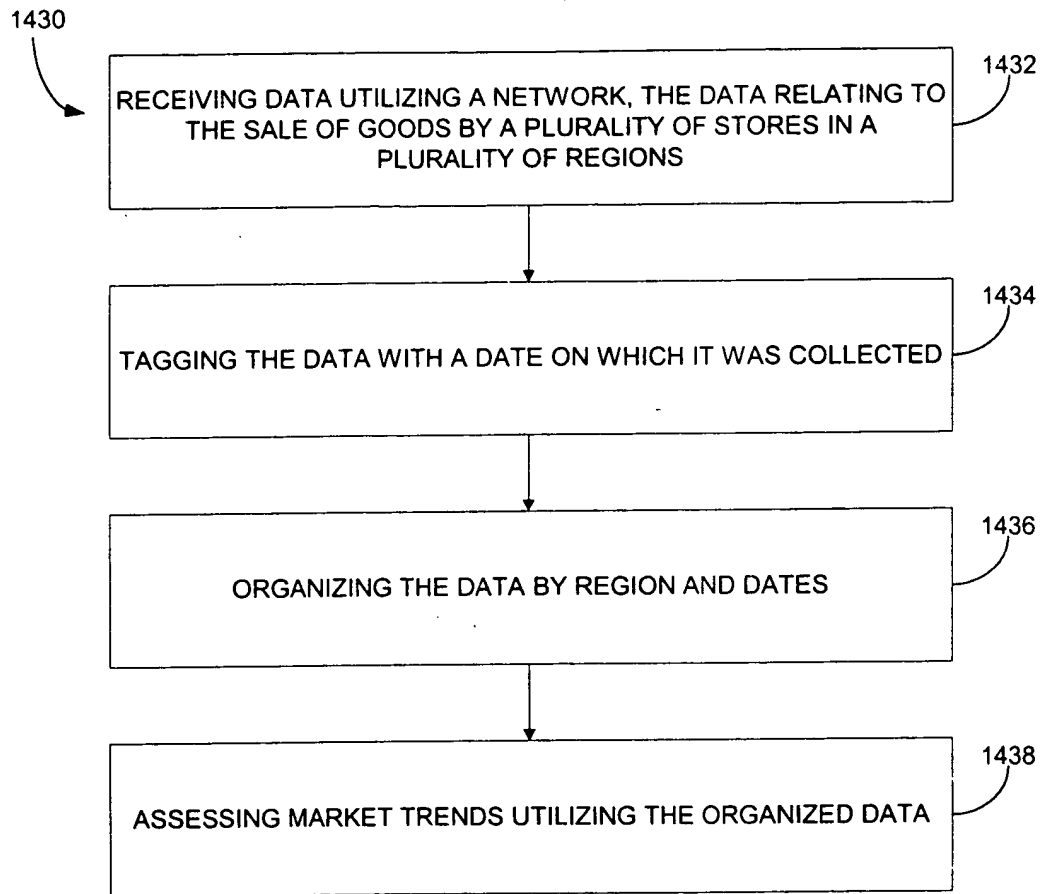 1430
1432
RECEIVING DATA UTILIZING A NETWORK, THE DATA RELATING TO
THE SALE OF GOODS BY A PLURALITY OF STORES IN A
PLURALITY OF REGIONS
1434
TAGGING THE DATA WITH A DATE ON WHICH IT WAS COLLECTED
1436
ORGANIZING THE DATA BY REGION AND DATES
1438
ASSESSING MARKET TRENDS UTILIZING THE ORGANIZED DATA